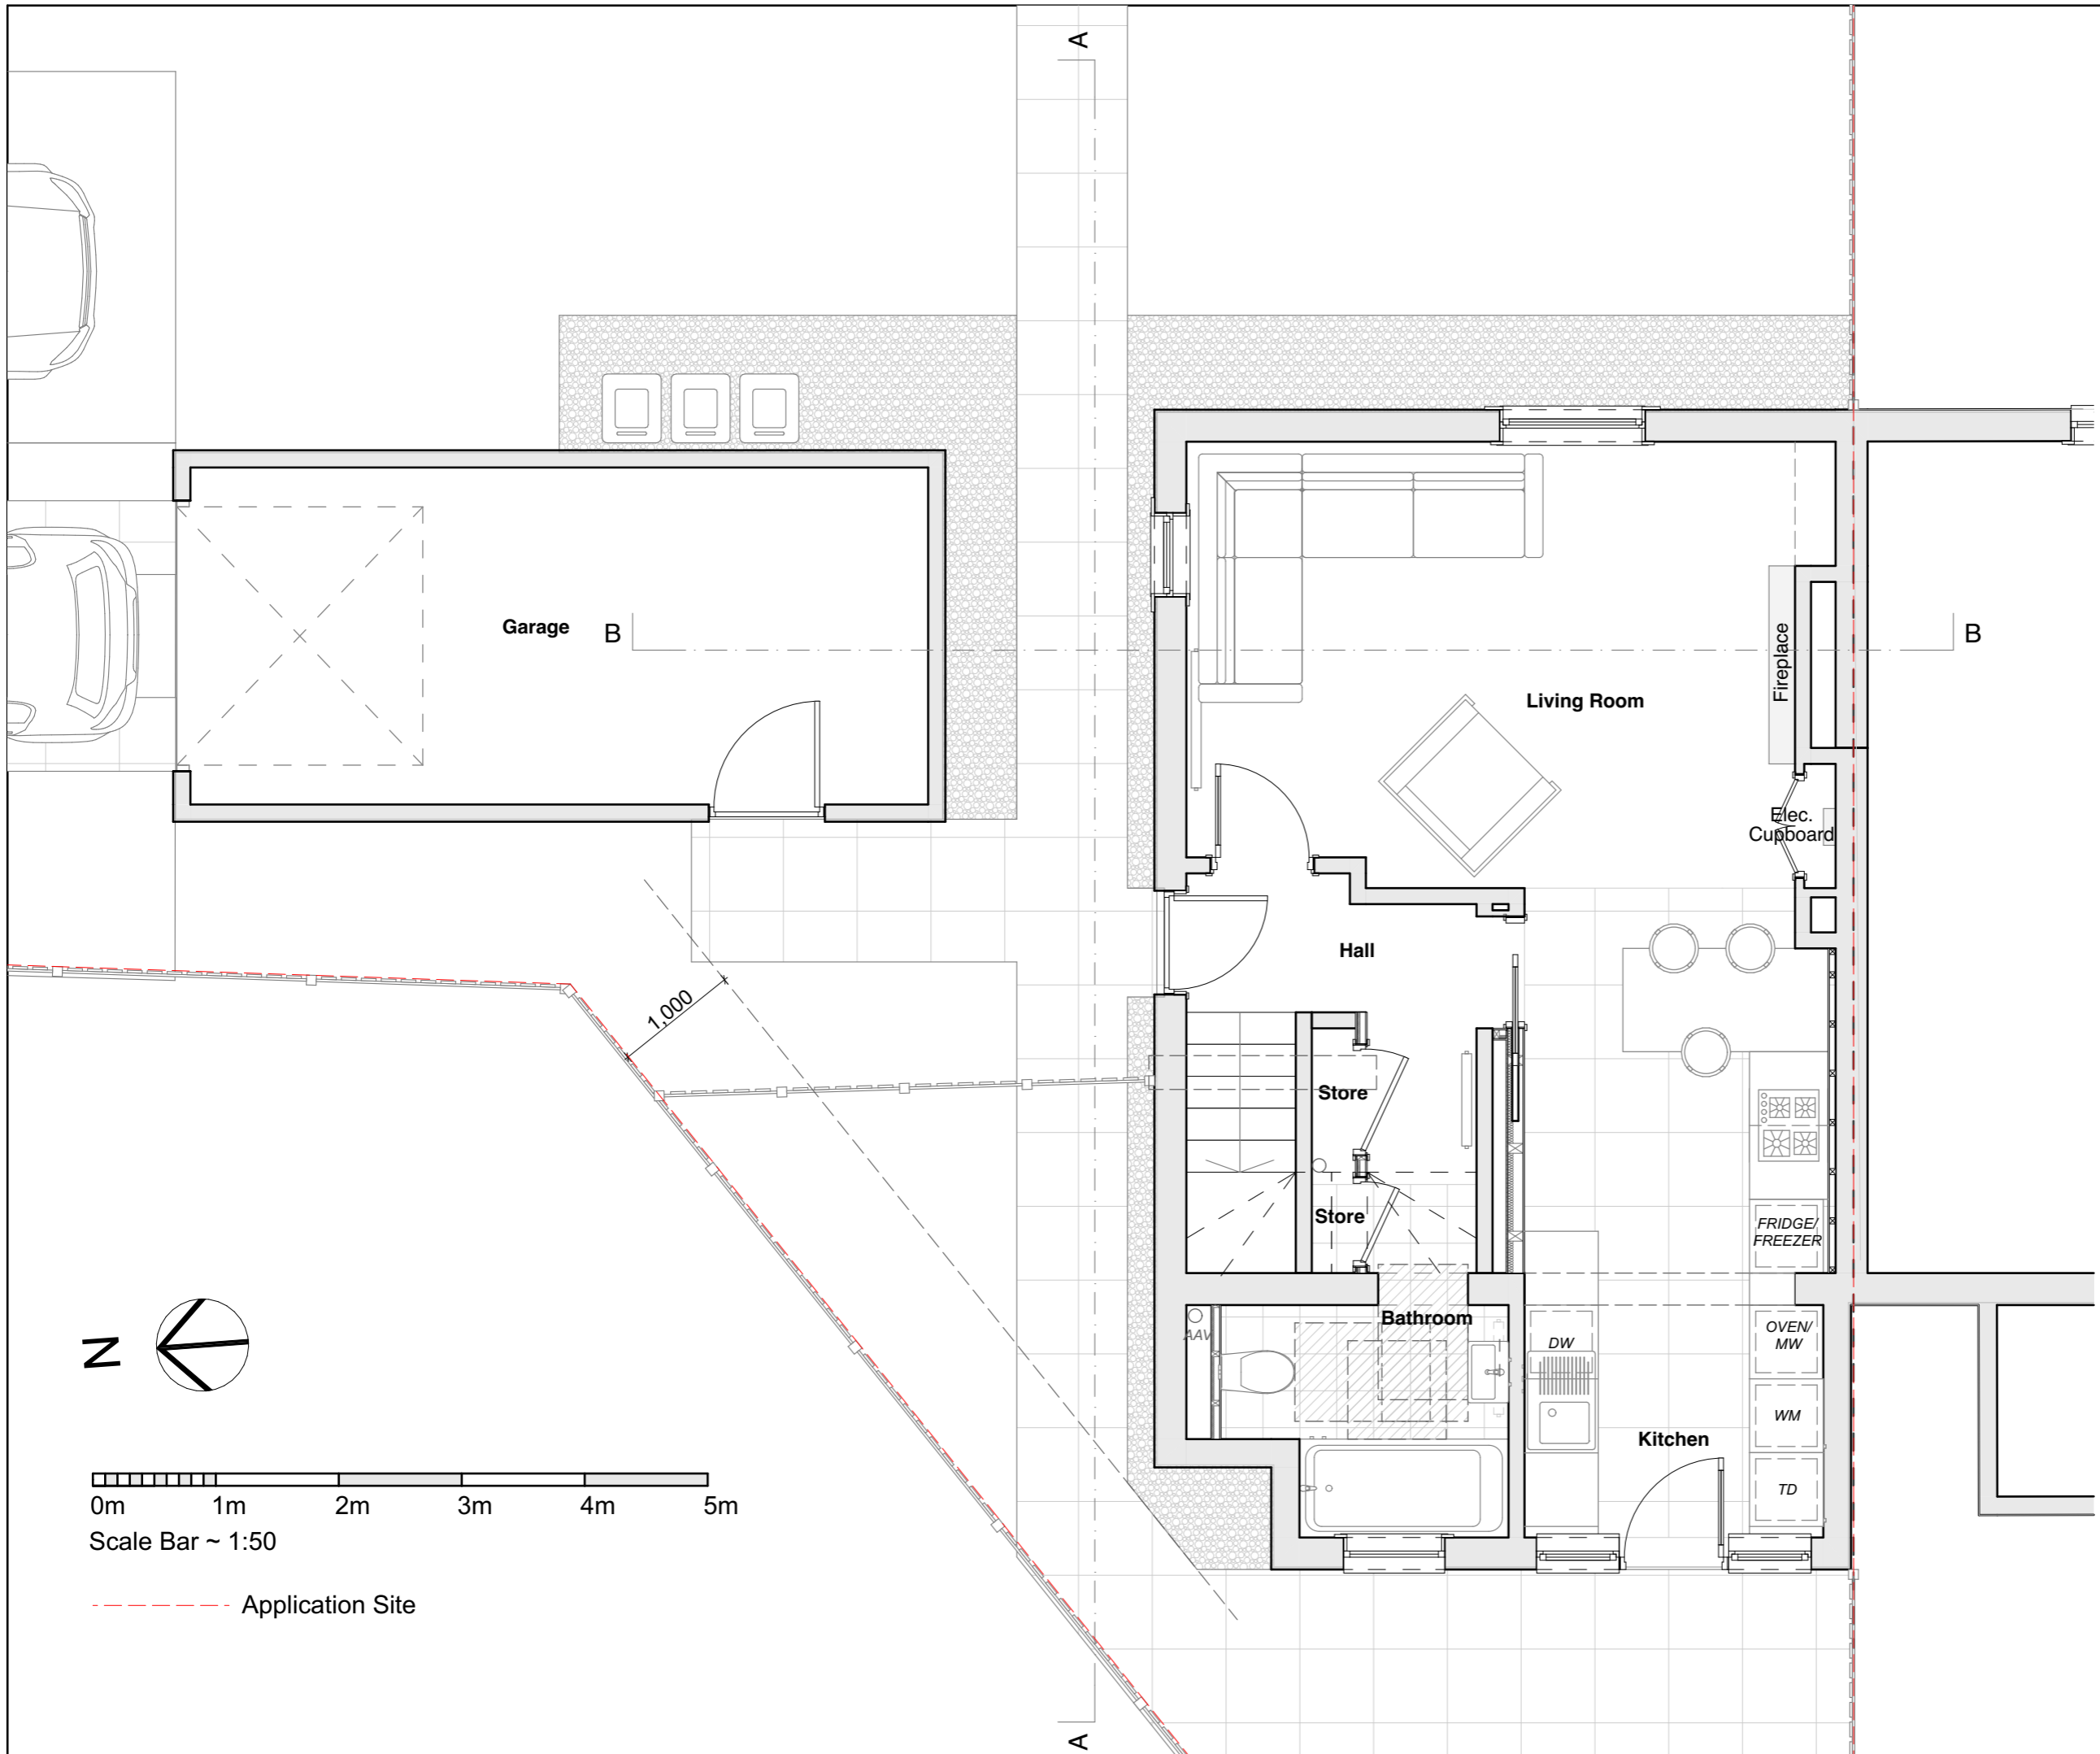 A
Garage
B
B
Fireplace
Living Room
Elec.
Cupboard
Hall
1,000
Store
Store
FRIDGE/
FREEZER
Bathroom
AAV
DW
OVEN/
MW
WM
Kitchen
TD
N
0m 1m 2m 3m 4m 5m
Scale Bar ~ 1:50
Application Site
A